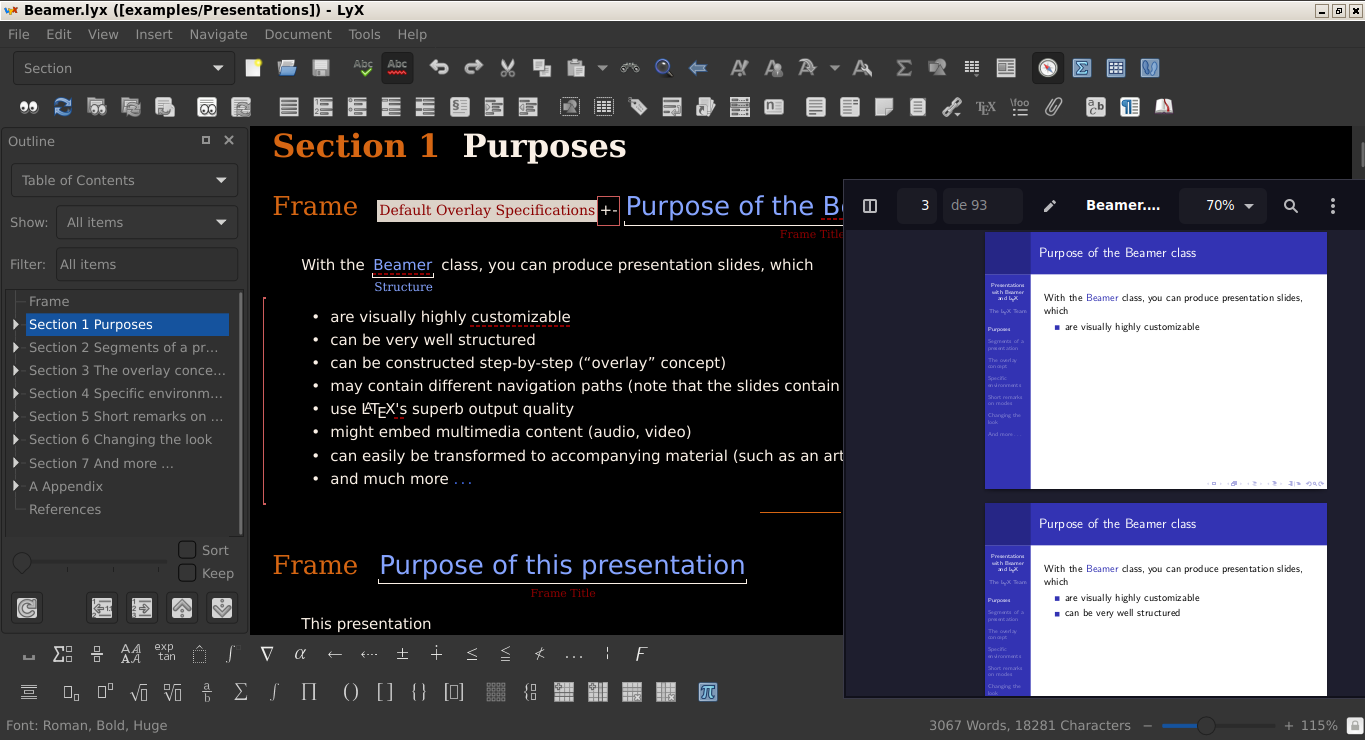 Beamer.lyx ([examples/Presentations]) - LyX
File Edit View Insert Navigate Document Tools Help
Section
Outline
Table of Contents
Show: All items
Filter: All items
Frame
Section 1 Purposes
Section 2 Segments of a pr...
Section 3 The overlay conce...
Section 4 Specific environm...
Section 5 Short remarks on ...
Section 6 Changing the look
Section 7 And more ...
A Appendix
References
Sort
Keep
Section 1 Purposes
Frame Default Overlay Specifications +- Purpose of the Be
Frame Title
With the Beamer class, you can produce presentation slides, which
Structure
• are visually highly customizable
• can be very well structured
• can be constructed step-by-step (“overlay” concept)
• may contain different navigation paths (note that the slides contain
• use LATEX's superb output quality
• might embed multimedia content (audio, video)
• can easily be transformed to accompanying material (such as an art
• and much more ...
Frame Purpose of this presentation
Frame Title
This presentation
3 de 93 Beamer.... 70%
Purpose of the Beamer class
Presentations
with Beamer
and LyX
The LyX Team
Purposes
Segments of a
presentation
The overlay
concept
Specific
environments
Short remarks
on modes
Changing the
look
And more
With the Beamer class, you can produce presentation slides,
which
are visually highly customizable
Purpose of the Beamer class
Presentations
with Beamer
and LyX
The LyX Team
Purposes
Segments of a
presentation
The overlay
concept
Specific
environments
Short remarks
on modes
Changing the
look
With the Beamer class, you can produce presentation slides,
which
are visually highly customizable
can be very well structured
Font: Roman, Bold, Huge
3067 Words, 18281 Characters
115%